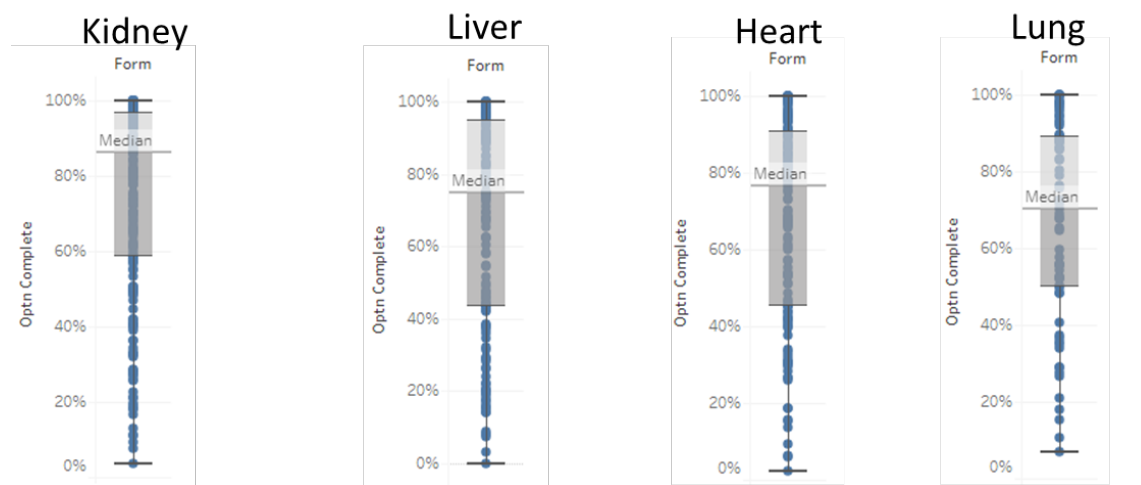 Kidney
Form
Optn Complete
100%
Median
80%
60%
40%
20%
0%
Liver
Form
Optn Complete
100%
80%
Median
60%
40%
20%
0%
Heart
Form
Optn Complete
100%
80%
Median
60%
40%
20%
0%
Lung
Form
Optn Complete
100%
80%
Median
60%
40%
20%
0%